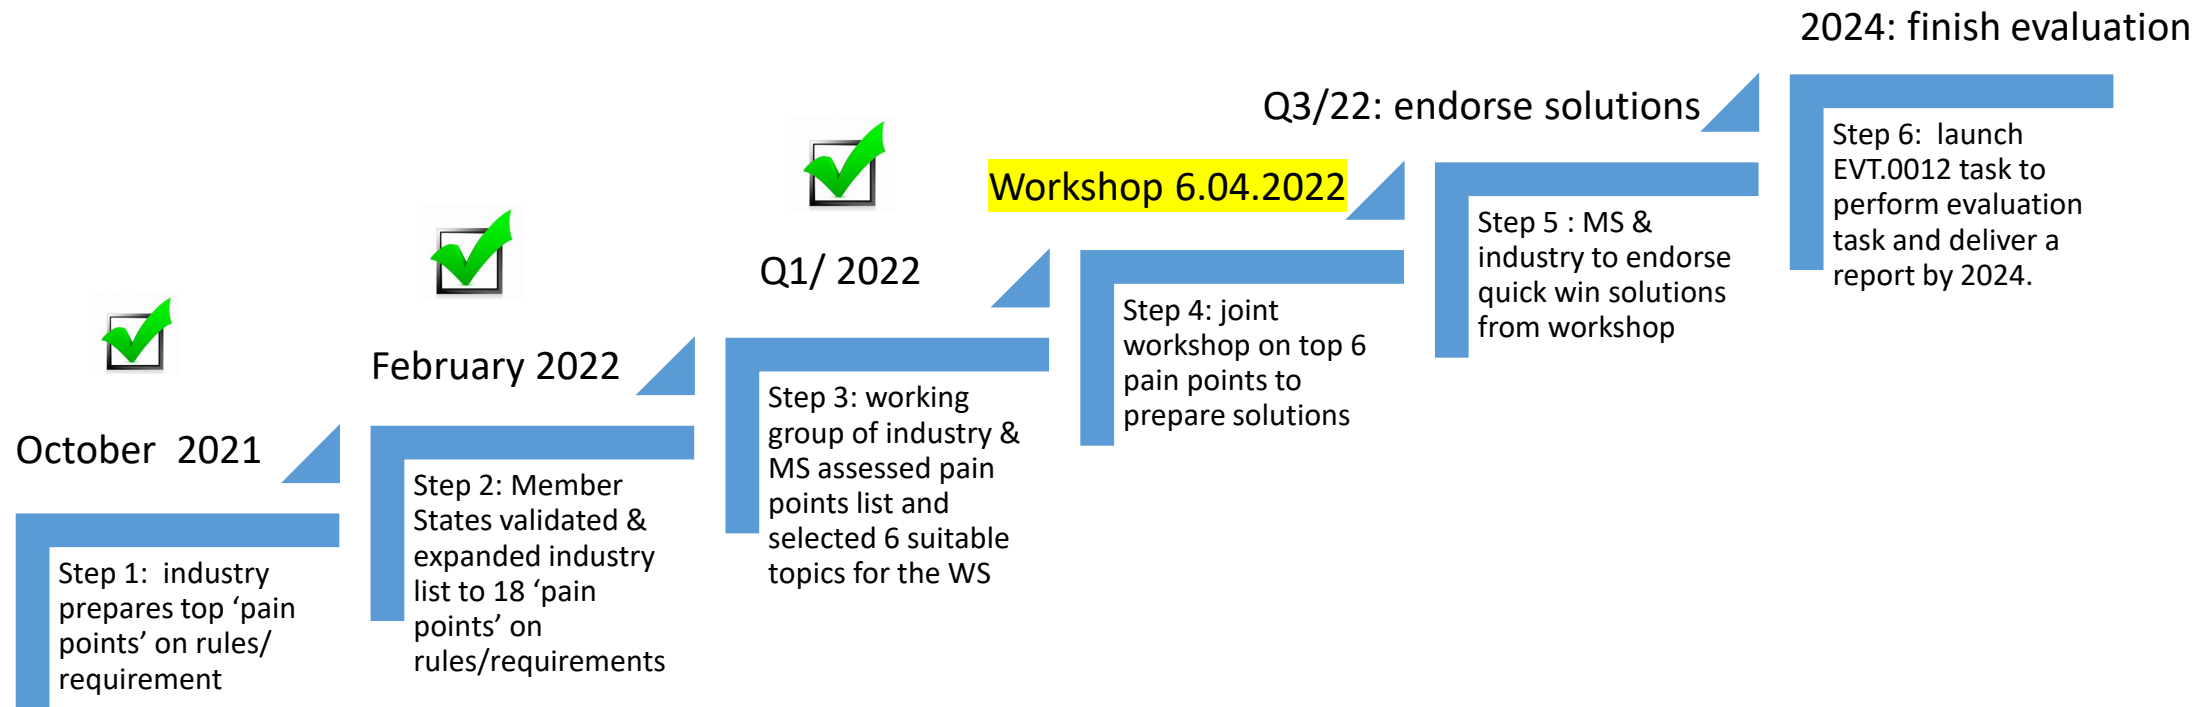 October  2021
Step 1:  industry
prepares top ‘pain
points’ on rules/
requirement
February 2022
Step 2: Member
States validated &
expanded industry
list to 18 ‘pain
points’ on
rules/requirements
Q1/ 2022
Step 3: working
group of industry &
MS assessed pain
points list and
selected 6 suitable
topics for the WS
Workshop 6.04.2022
Step 4: joint
workshop on top 6
pain points to
prepare solutions
Q3/22: endorse solutions
Step 5 : MS &
industry to endorse
quick win solutions
from workshop
2024: finish evaluation
Step 6:  launch
EVT.0012 task to
perform evaluation
task and deliver a
report by 2024.